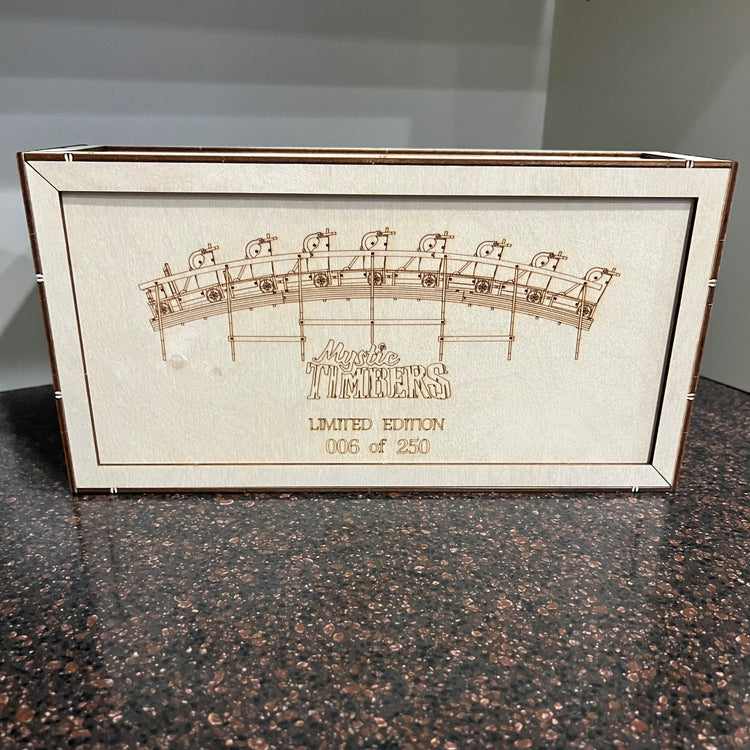 Mystic
TIMBERS
LIMITED EDITION
006 of 250